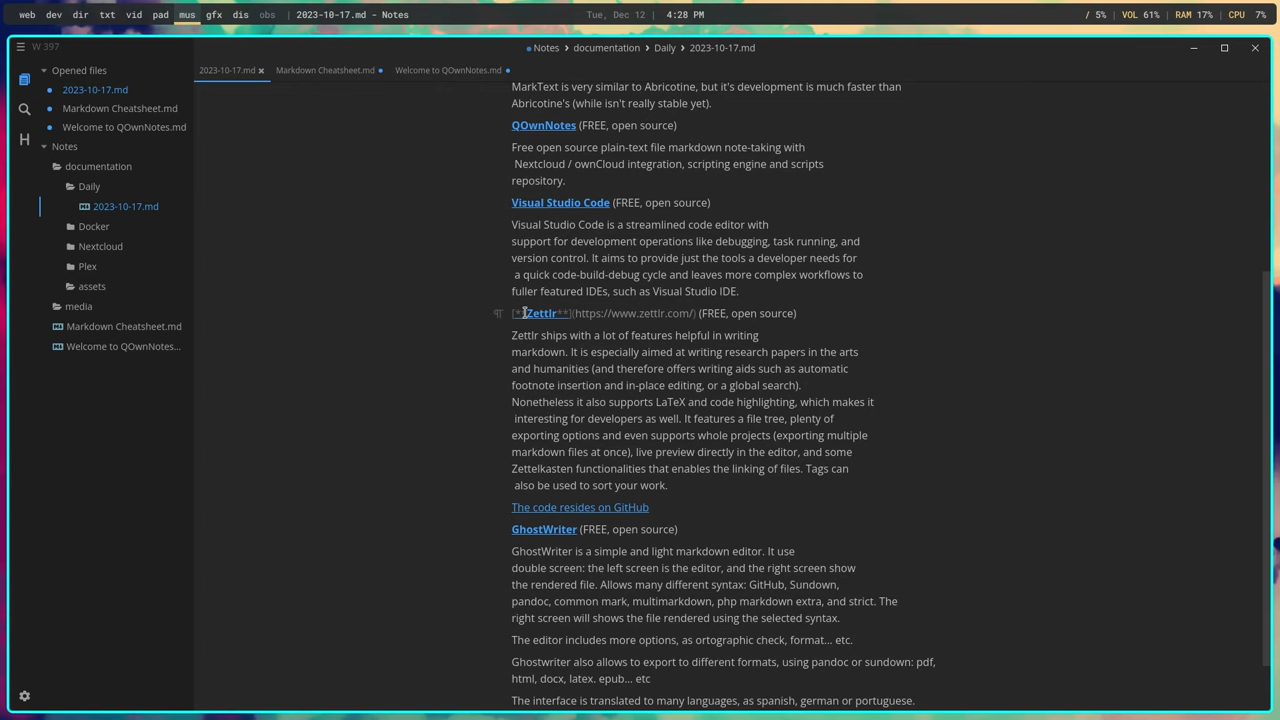 web dev dir txt vid pad mus gfx dis obs | 2023-10-17.md - Notes
Tue, Dec 12 | 4:28 PM
/ 5% | VOL 61% | RAM 17% | CPU 7%
W 397
Notes › documentation › Daily › 2023-10-17.md
Opened files
2023-10-17.md
Markdown Cheatsheet.md
Welcome to QOwnNotes.md
Notes
documentation
Daily
2023-10-17.md
Docker
Nextcloud
Plex
assets
media
Markdown Cheatsheet.md
Welcome to QOwnNotes...
2023-10-17.md Markdown Cheatsheet.md Welcome to QOwnNotes.md
MarkText is very similar to Abricotine, but it's development is much faster than
Abricotine's (while isn't really stable yet).
QOwnNotes (FREE, open source)
Free open source plain-text file markdown note-taking with
Nextcloud / ownCloud integration, scripting engine and scripts
repository.
Visual Studio Code (FREE, open source)
Visual Studio Code is a streamlined code editor with
support for development operations like debugging, task running, and
version control. It aims to provide just the tools a developer needs for
a quick code-build-debug cycle and leaves more complex workflows to
fuller featured IDEs, such as Visual Studio IDE.
[**Zettlr**](https://www.zettlr.com/) (FREE, open source)
Zettlr ships with a lot of features helpful in writing
markdown. It is especially aimed at writing research papers in the arts
and humanities (and therefore offers writing aids such as automatic
footnote insertion and in-place editing, or a global search).
Nonetheless it also supports LaTeX and code highlighting, which makes it
interesting for developers as well. It features a file tree, plenty of
exporting options and even supports whole projects (exporting multiple
markdown files at once), live preview directly in the editor, and some
Zettelkasten functionalities that enables the linking of files. Tags can
also be used to sort your work.
The code resides on GitHub
GhostWriter (FREE, open source)
GhostWriter is a simple and light markdown editor. It use
double screen: the left screen is the editor, and the right screen show
the rendered file. Allows many different syntax: GitHub, Sundown,
pandoc, common mark, multimarkdown, php markdown extra, and strict. The
right screen will shows the file rendered using the selected syntax.
The editor includes more options, as ortographic check, format... etc.
Ghostwriter also allows to export to different formats, using pandoc or sundown: pdf,
html, docx, latex. epub... etc
The interface is translated to many languages, as spanish, german or portuguese.